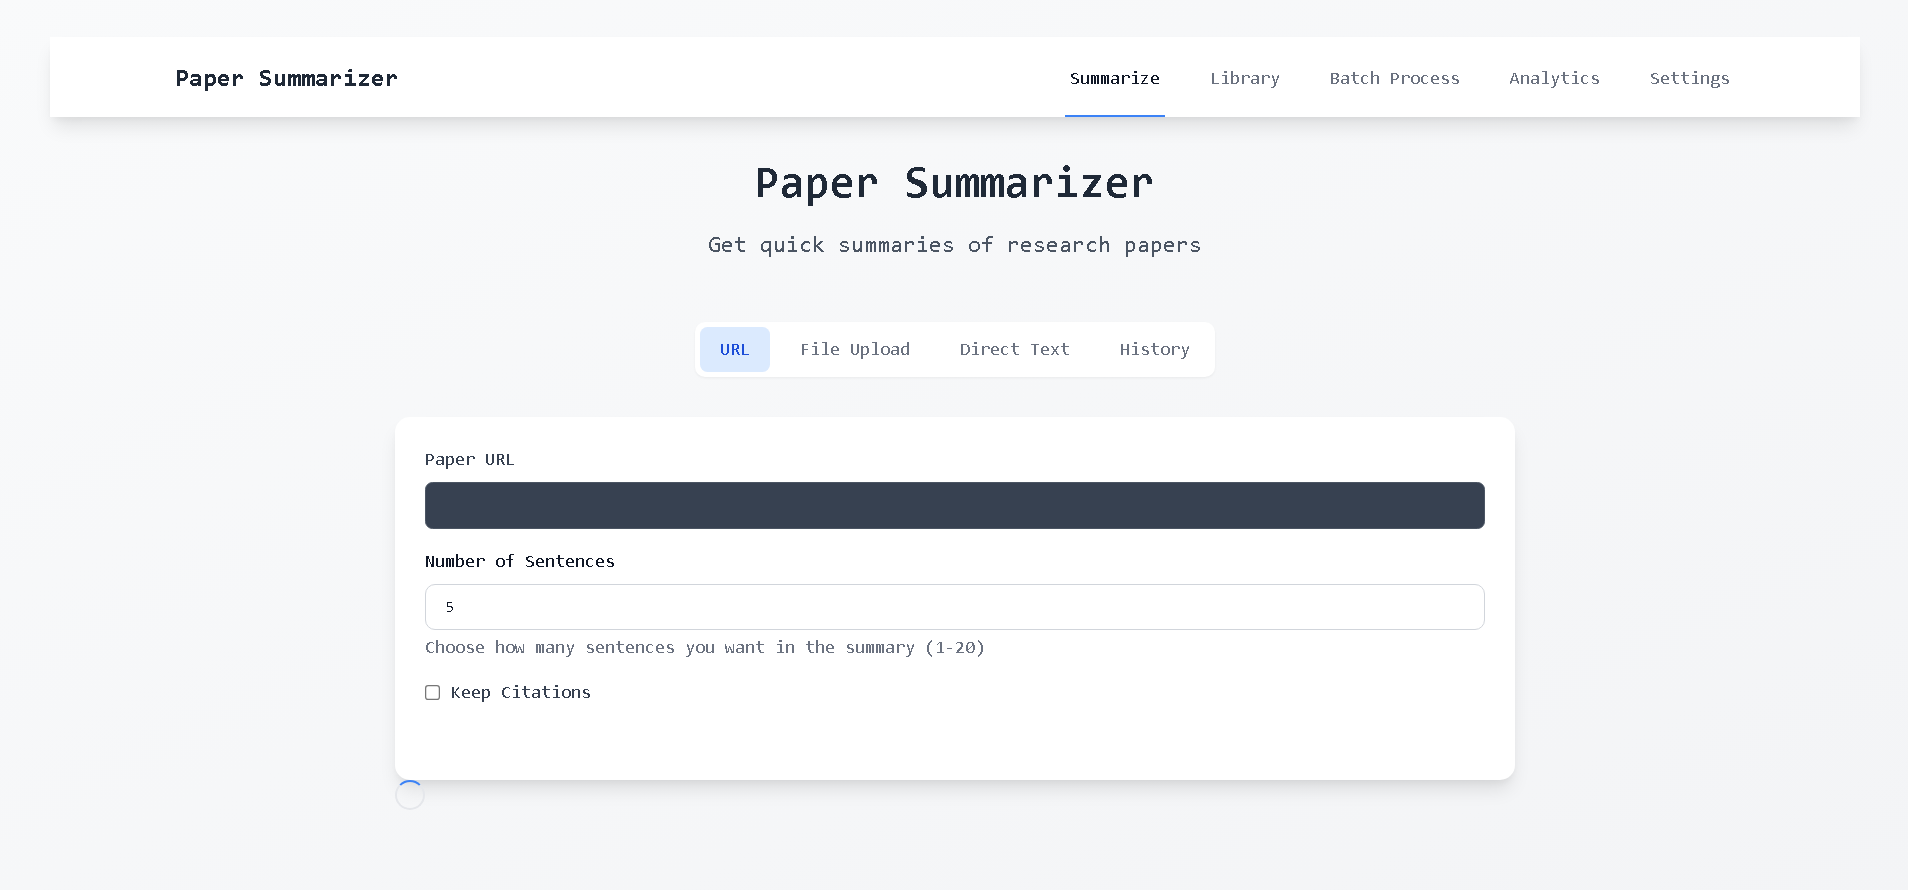 Paper Summarizer
Summarize Library Batch Process Analytics Settings
Paper Summarizer
Get quick summaries of research papers
URL File Upload Direct Text History
Paper URL
Number of Sentences
5
Choose how many sentences you want in the summary (1-20)
Keep Citations